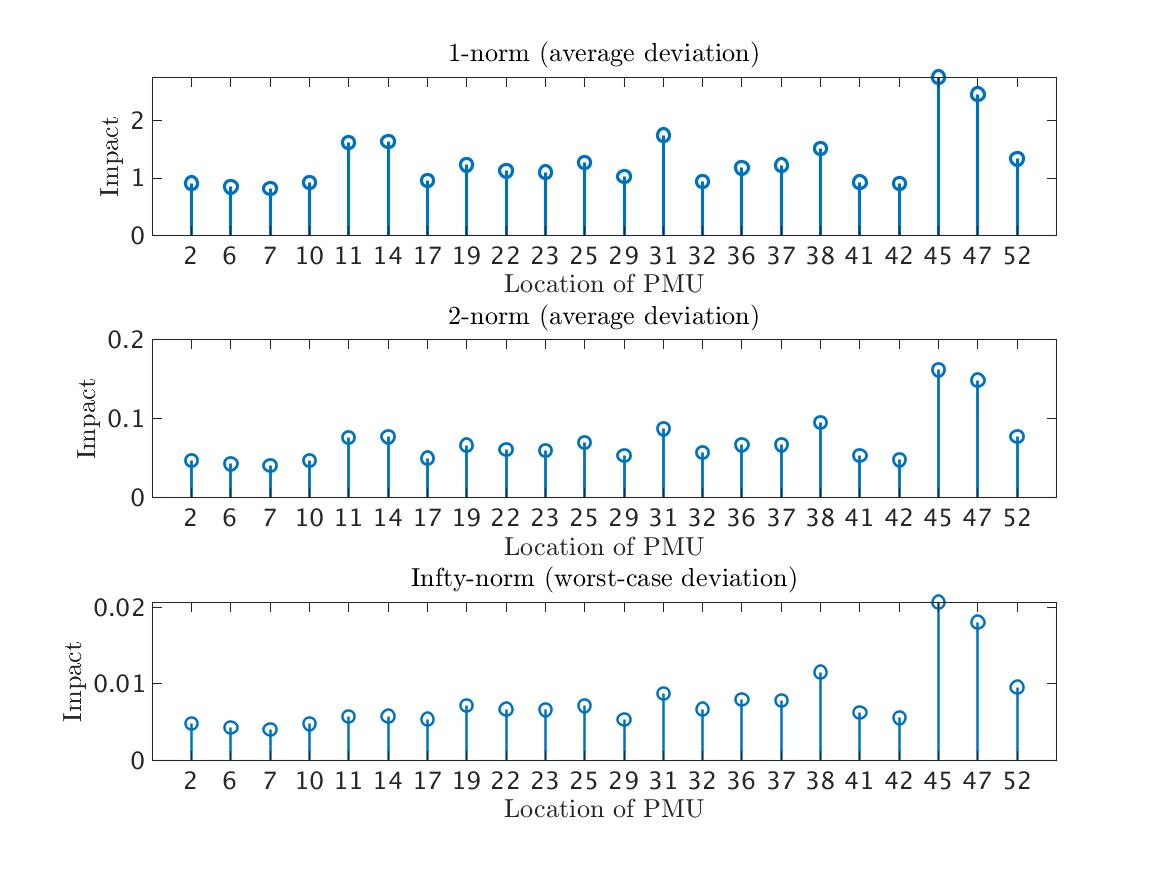 1-norm (average deviation)
Impact
2
1
0
2 6 7 10 11 14 17 19 22 23 25 29 31 32 36 37 38 41 42 45 47 52
Location of PMU
2-norm (average deviation)
Impact
0.2
0.1
0
2 6 7 10 11 14 17 19 22 23 25 29 31 32 36 37 38 41 42 45 47 52
Location of PMU
Infty-norm (worst-case deviation)
Impact
0.02
0.01
0
2 6 7 10 11 14 17 19 22 23 25 29 31 32 36 37 38 41 42 45 47 52
Location of PMU